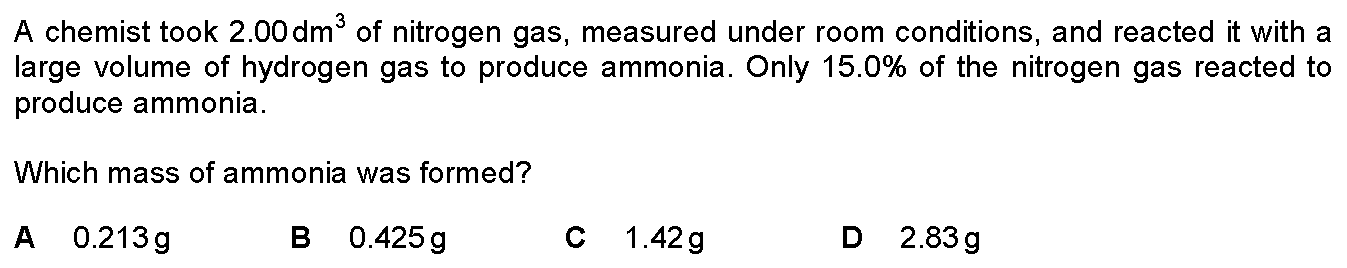 A chemist took 2.00 dm³ of nitrogen gas, measured under room conditions, and reacted it with a
large volume of hydrogen gas to produce ammonia. Only 15.0% of the nitrogen gas reacted to
produce ammonia.
Which mass of ammonia was formed?
A 0.213 g B 0.425 g C 1.42 g D 2.83 g